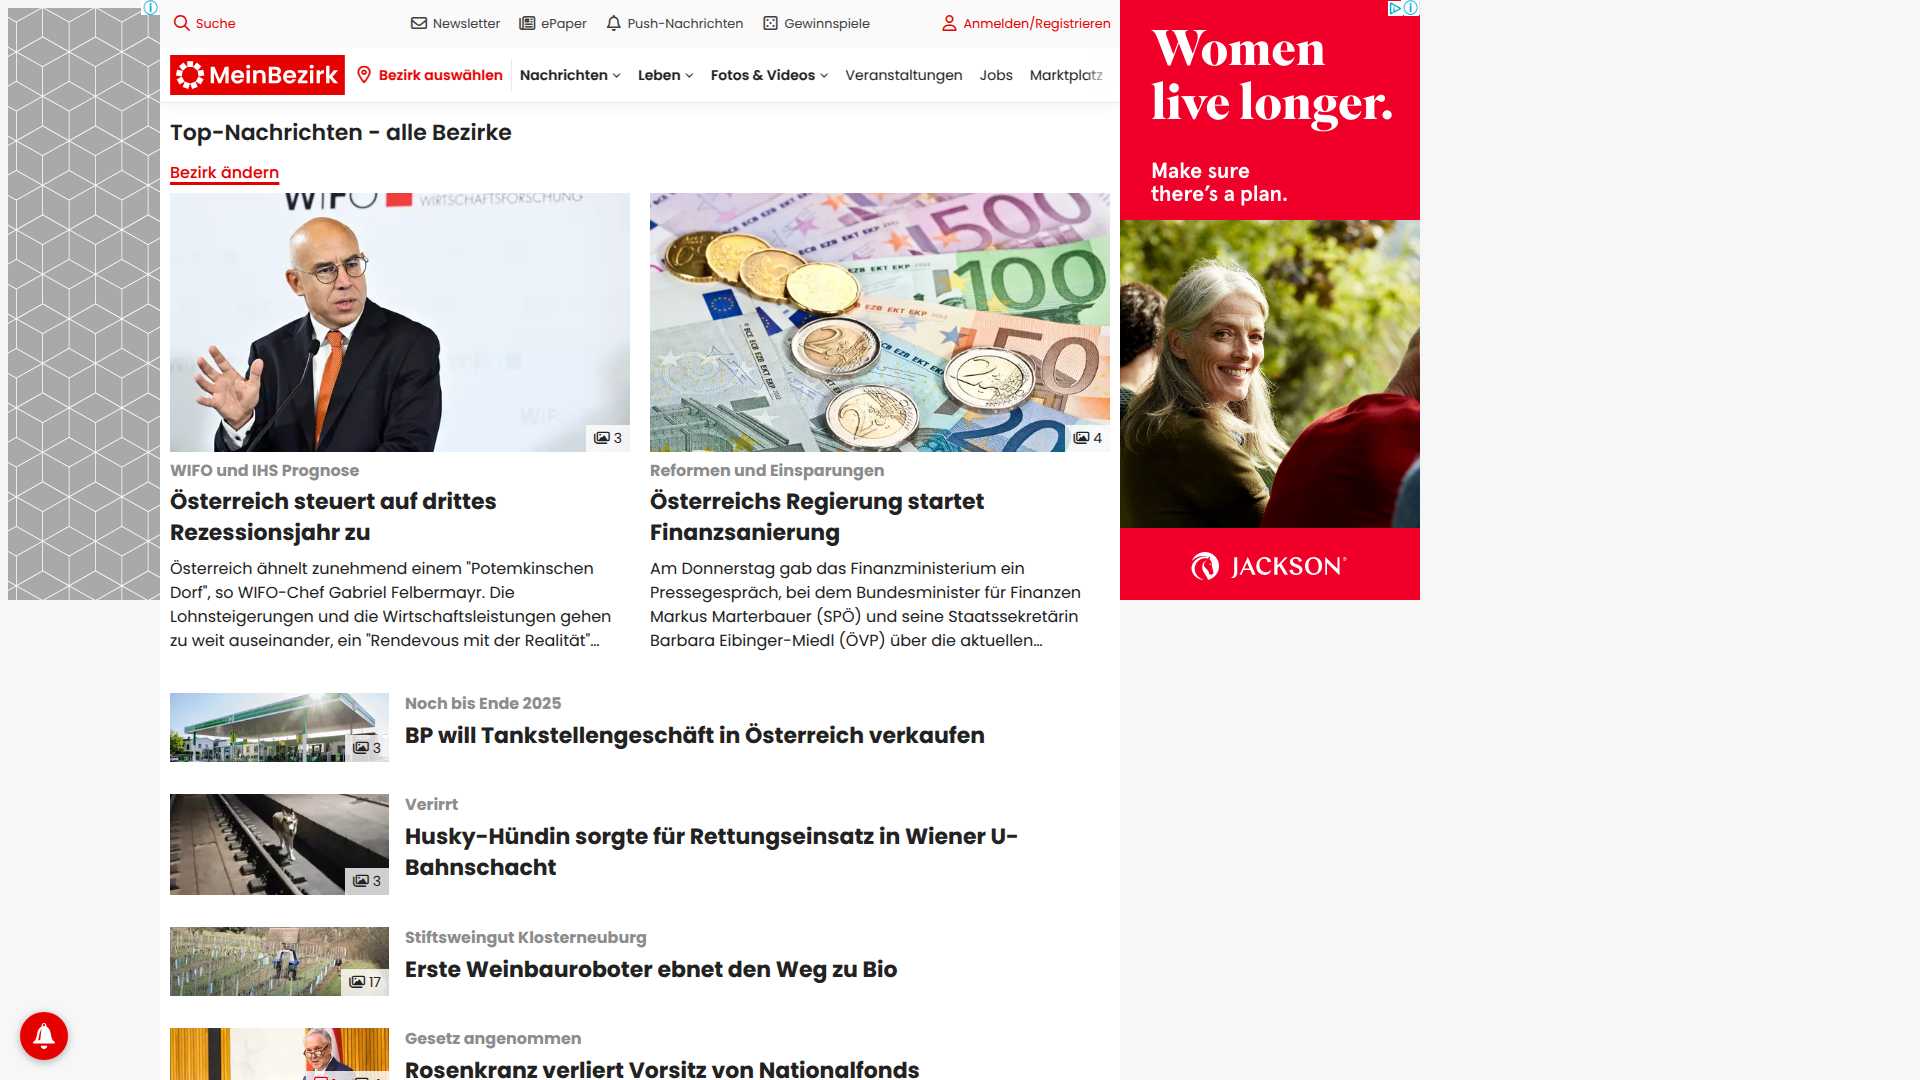 Suche
Newsletter
ePaper
Push-Nachrichten
Gewinnspiele
Anmelden/Registrieren
MeinBezirk
Bezirk auswählen
Nachrichten
Leben
Fotos & Videos
Veranstaltungen
Jobs
Marktplatz
Top-Nachrichten - alle Bezirke
Bezirk ändern
WIFO
WIRTSCHAFTSFORSCHUNG
3
WIFO und IHS Prognose
Österreich steuert auf drittes
Rezessionsjahr zu
Österreich ähnelt zunehmend einem "Potemkinschen
Dorf", so WIFO-Chef Gabriel Felbermayr. Die
Lohnsteigerungen und die Wirtschaftsleistungen gehen
zu weit auseinander, ein "Rendevous mit der Realität"...
500
100
50
20
4
Reformen und Einsparungen
Österreichs Regierung startet
Finanzsanierung
Am Donnerstag gab das Finanzministerium ein
Pressegespräch, bei dem Bundesminister für Finanzen
Markus Marterbauer (SPÖ) und seine Staatssekretärin
Barbara Eibinger-Miedl (ÖVP) über die aktuellen...
3
Noch bis Ende 2025
BP will Tankstellengeschäft in Österreich verkaufen
3
Verirrt
Husky-Hündin sorgte für Rettungseinsatz in Wiener U-
Bahnschacht
17
Stiftsweingut Klosterneuburg
Erste Weinbauroboter ebnet den Weg zu Bio
Gesetz angenommen
Rosenkranz verliert Vorsitz von Nationalfonds
Women
live longer.
Make sure
there's a plan.
JACKSON®